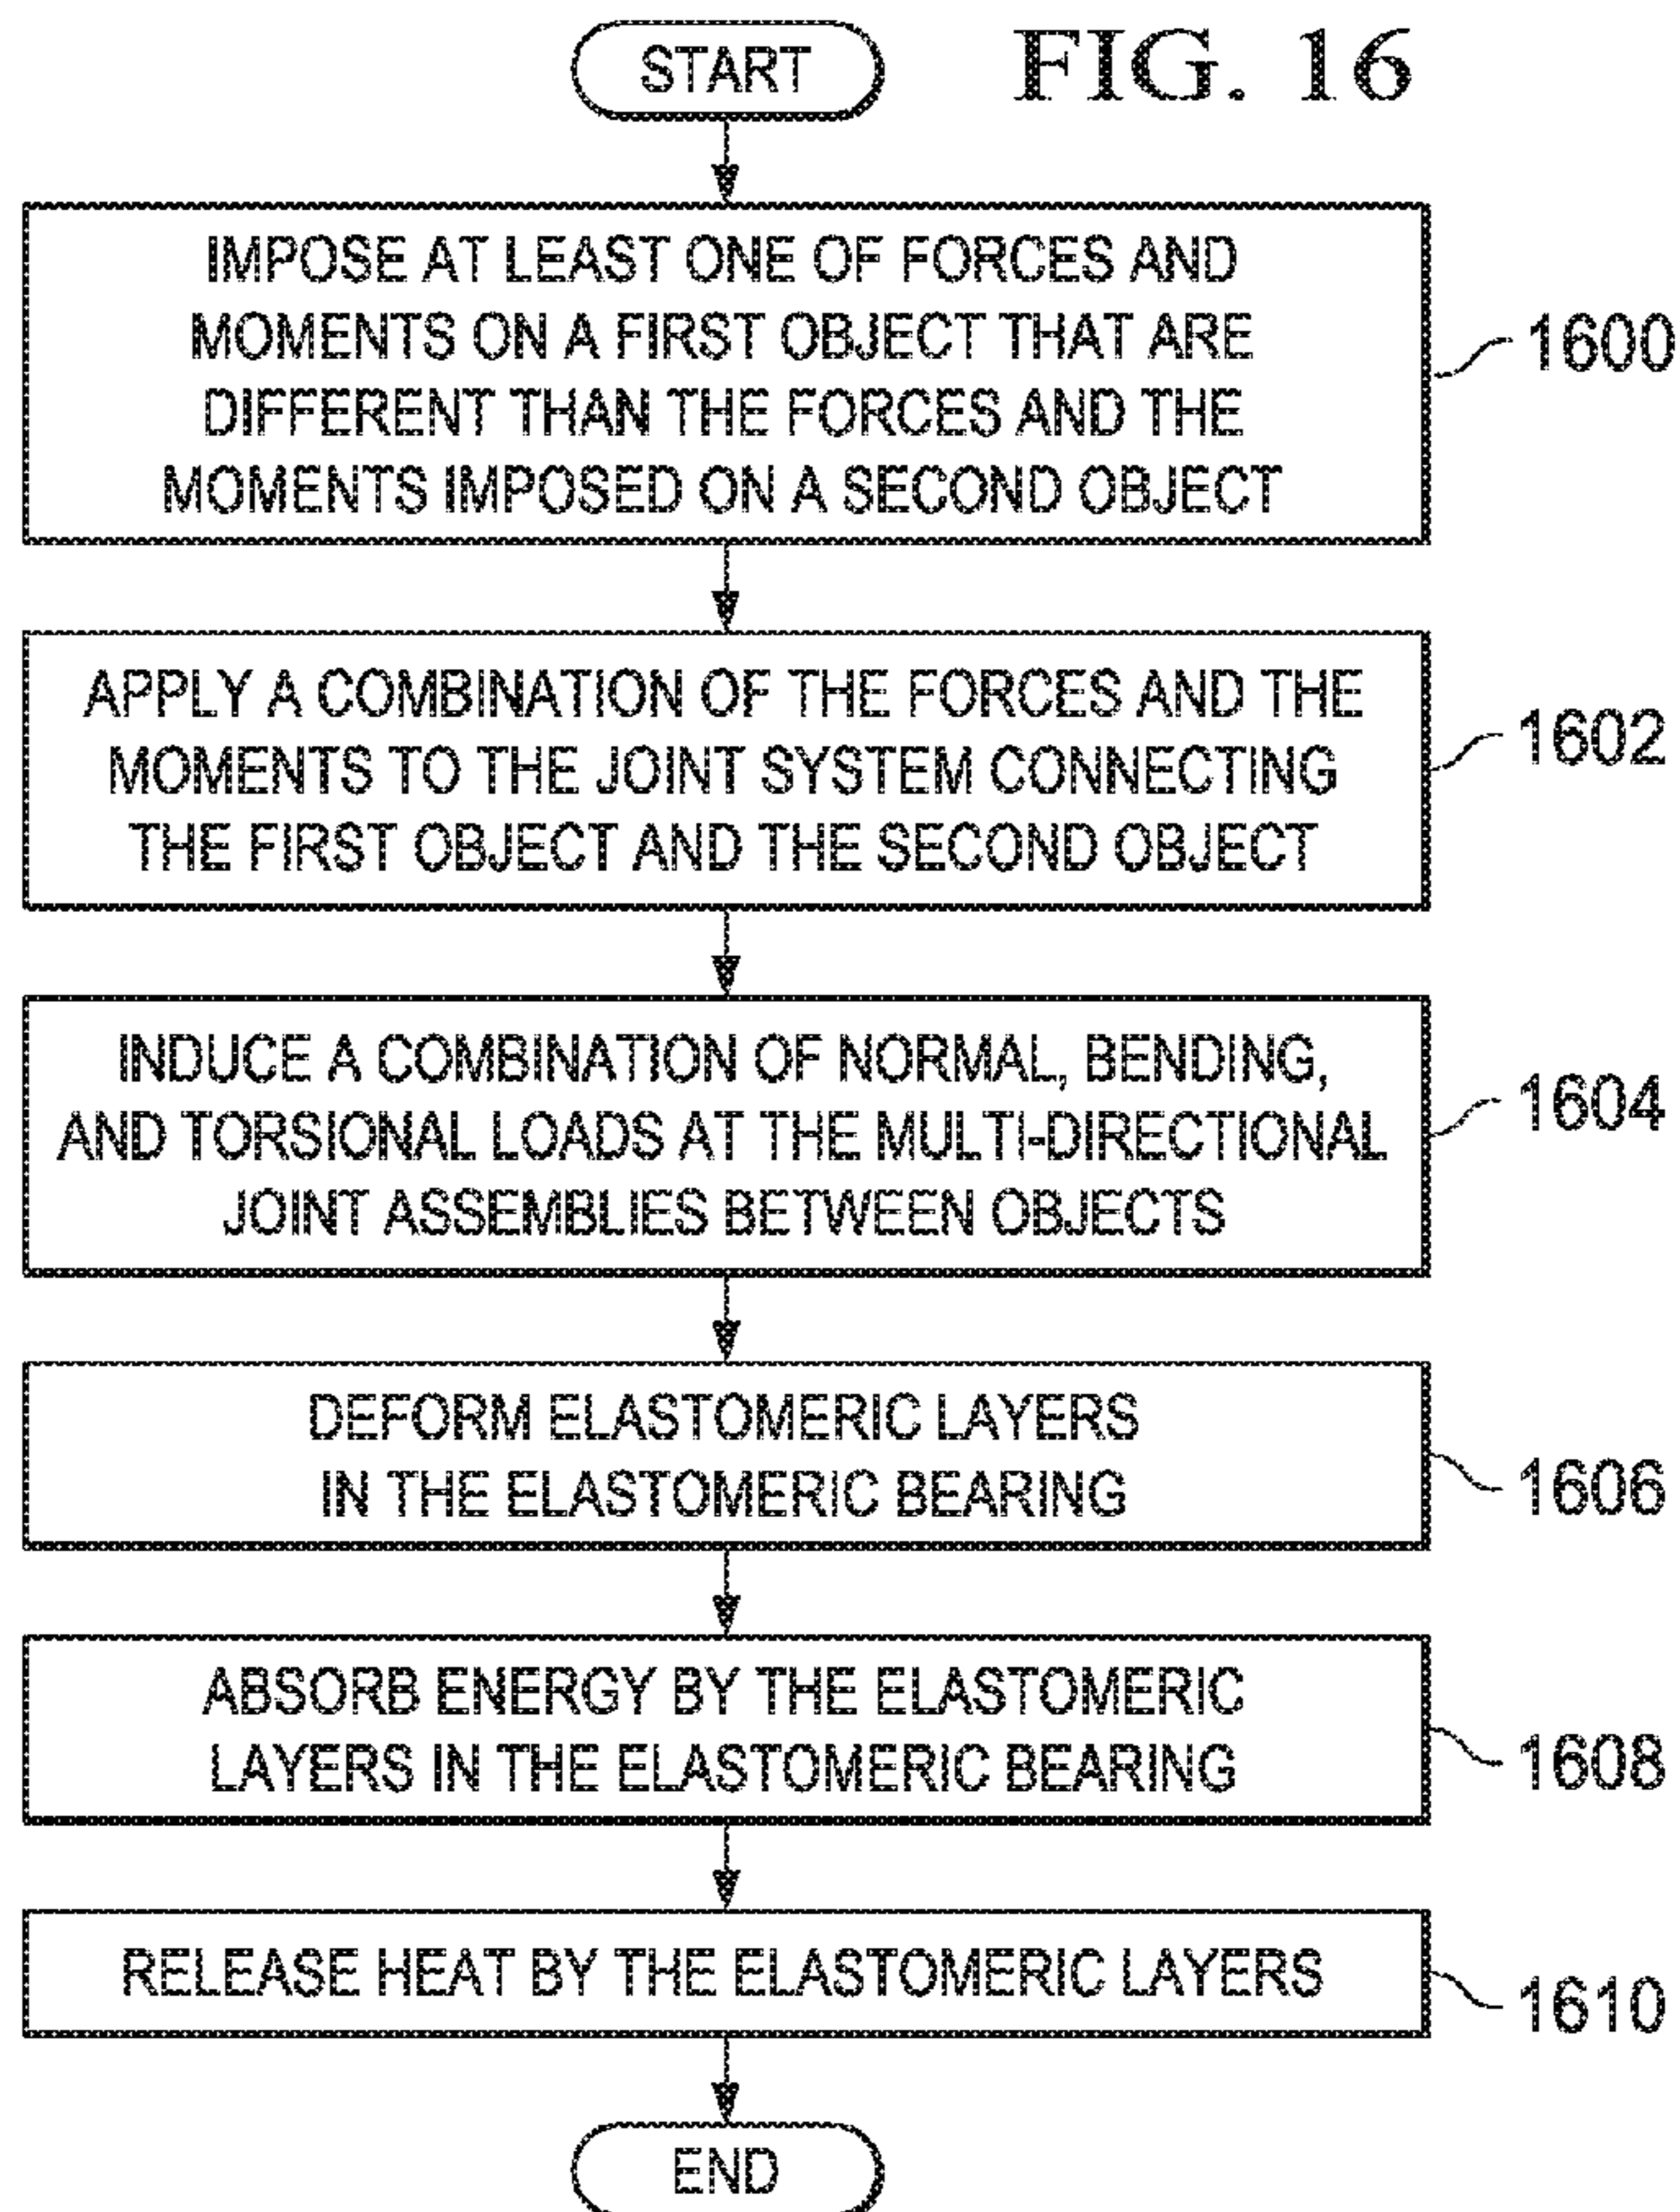 START
FIG. 16
IMPOSE AT LEAST ONE OF FORCES AND
MOMENTS ON A FIRST OBJECT THAT ARE
DIFFERENT THAN THE FORCES AND THE
MOMENTS IMPOSED ON A SECOND OBJECT
1600
APPLY A COMBINATION OF THE FORCES AND THE
MOMENTS TO THE JOINT SYSTEM CONNECTING
THE FIRST OBJECT AND THE SECOND OBJECT
1602
INDUCE A COMBINATION OF NORMAL, BENDING,
AND TORSIONAL LOADS AT THE MULTI-DIRECTIONAL
JOINT ASSEMBLIES BETWEEN OBJECTS
1604
DEFORM ELASTOMERIC LAYERS
IN THE ELASTOMERIC BEARING
1606
ABSORB ENERGY BY THE ELASTOMERIC
LAYERS IN THE ELASTOMERIC BEARING
1608
RELEASE HEAT BY THE ELASTOMERIC LAYERS
1610
END